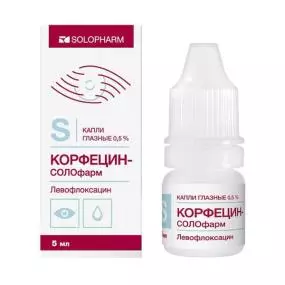 SOLOPHARM
S
КАПЛИ
ГЛАЗНЫЕ 0,5 %
КОРФЕЦИН-
СОЛОфарм
Левофлоксацин
5 мл
КАПЛИ ГЛАЗНЫЕ 0,5 %
S
КОРФЕЦИН-
СОЛОфарм
Левофлоксацин